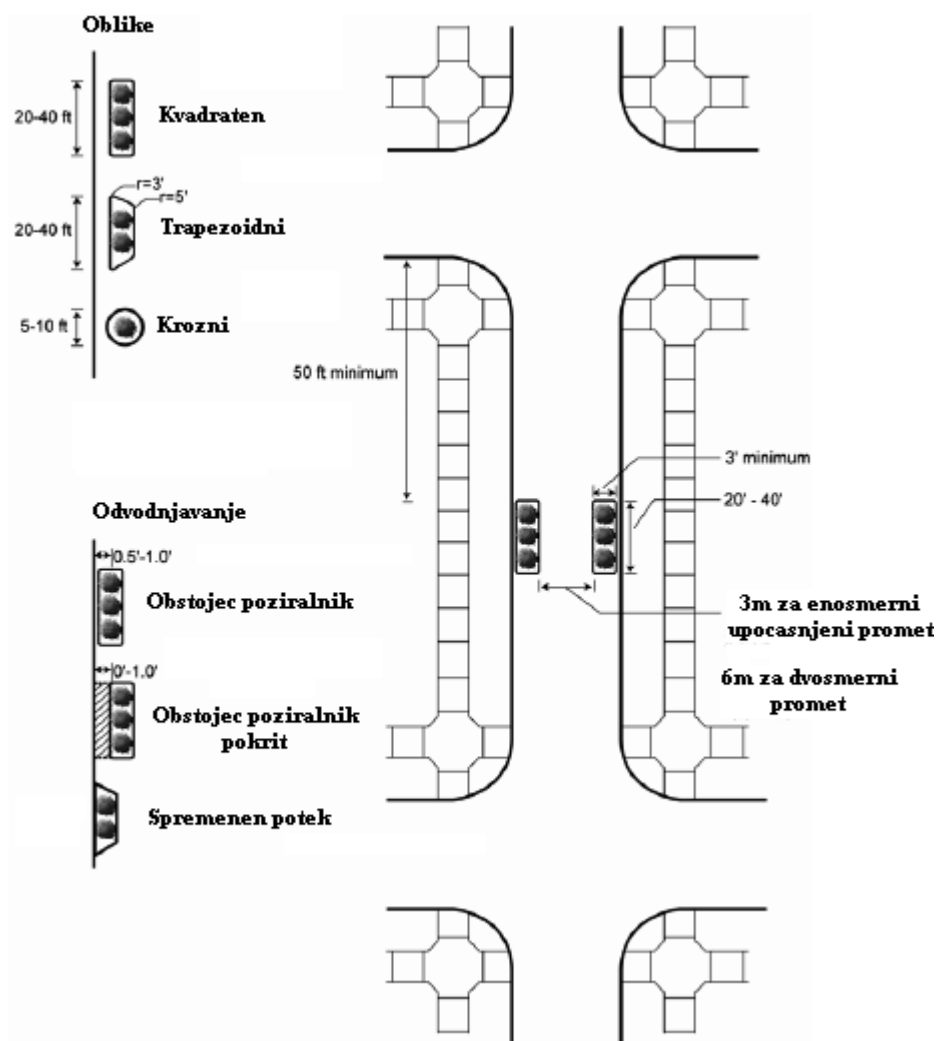 Oblike
20-40 ft
Kvadraten
r=3'
r=5'
20-40 ft
Trapezoidni
5-10 ft
Krozni
50 ft minimum
3' minimum
20' - 40'
3m za enosmerni
upocasnjeni promet
6m za dvosmerni
promet
Odvodnjavanje
0.5'-1.0'
Obstojec poziralnik
0'-1.0'
Obstojec poziralnik
pokrit
Spremenen potek